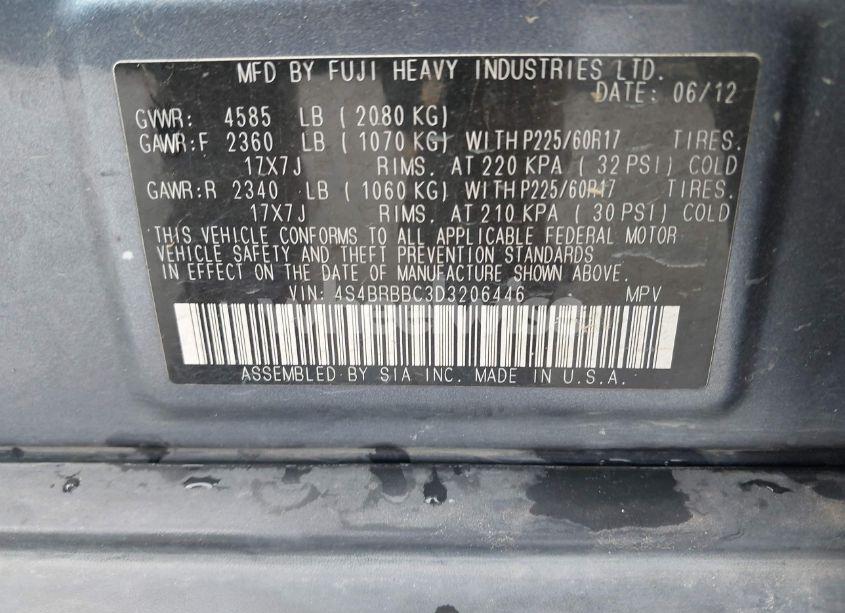 MFD BY FUJI HEAVY INDUSTRIES LTD.
DATE: 06/12
GVWR: 4585 LB ( 2080 KG)
GAWR:F 2360 LB ( 1070 KG) WITH P225/60R17 TIRES.
17X7J RIMS. AT 220 KPA ( 32 PSI) COLD
GAWR:R 2340 LB ( 1060 KG) WITH P225/60R17 TIRES.
17X7J RIMS. AT 210 KPA ( 30 PSI) COLD
THIS VEHICLE CONFORMS TO ALL APPLICABLE FEDERAL MOTOR
VEHICLE SAFETY AND THEFT PREVENTION STANDARDS
IN EFFECT ON THE DATE OF MANUFACTURE SHOWN ABOVE.
VIN: 4S4BRBBC3D3206446 MPV
ASSEMBLED BY SIA INC. MADE IN U.S.A.